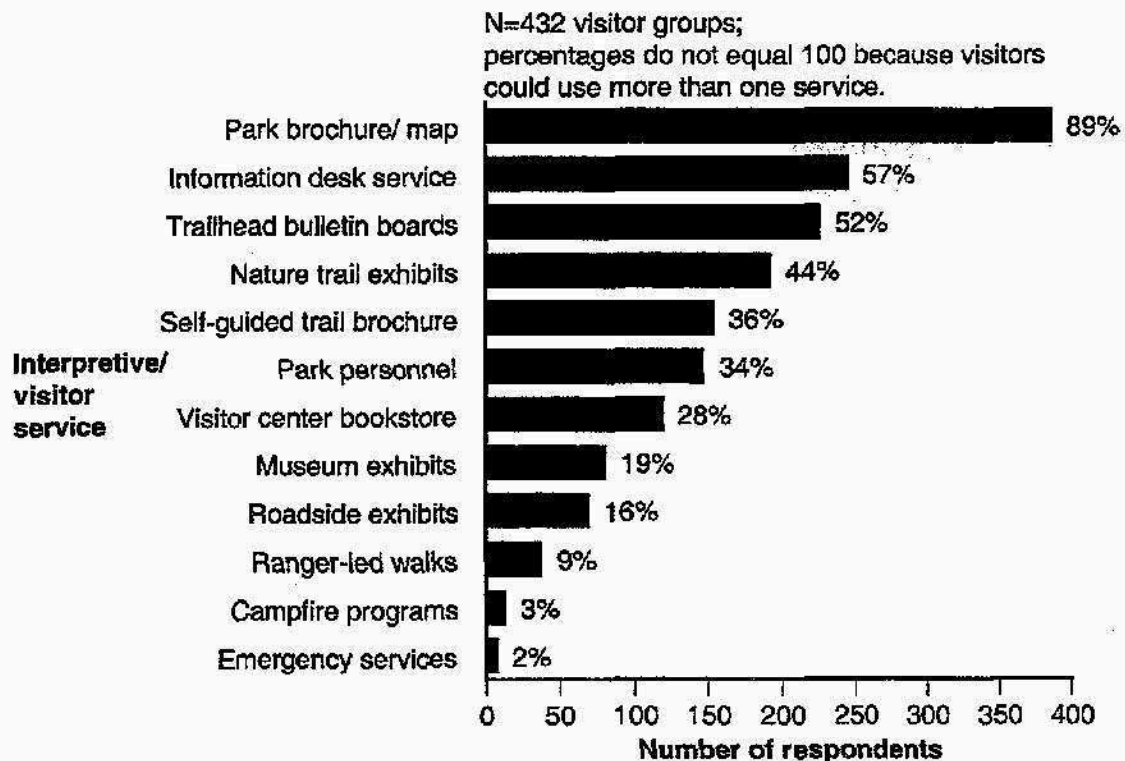 N=432 visitor groups;
percentages do not equal 100 because visitors
could use more than one service.
Park brochure/ map 89%
Information desk service 57%
Trailhead bulletin boards 52%
Nature trail exhibits 44%
Self-guided trail brochure 36%
Interpretive/
visitor
service
Park personnel 34%
Visitor center bookstore 28%
Museum exhibits 19%
Roadside exhibits 16%
Ranger-led walks 9%
Campfire programs 3%
Emergency services 2%
0 50 100 150 200 250 300 350 400
Number of respondents